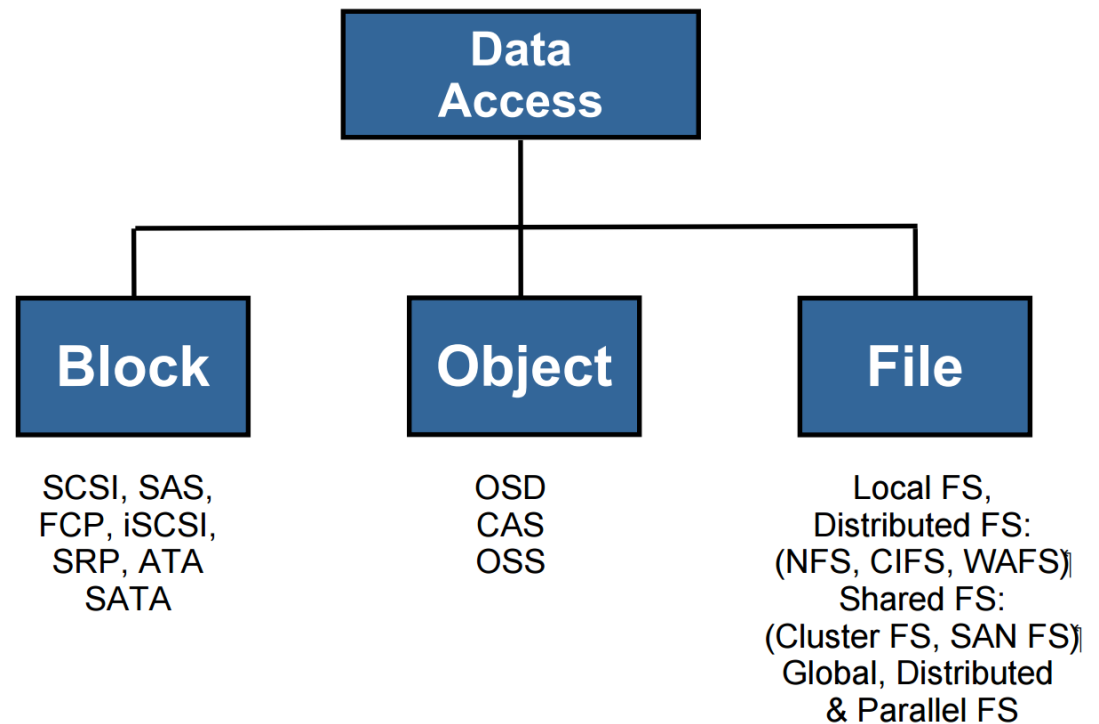 Data
Access
Block
Object
File
SCSI, SAS,
FCP, iSCSI,
SRP, ATA
SATA
OSD
CAS
OSS
Local FS,
Distributed FS:
(NFS, CIFS, WAFS)
Shared FS:
(Cluster FS, SAN FS)
Global, Distributed
& Parallel FS